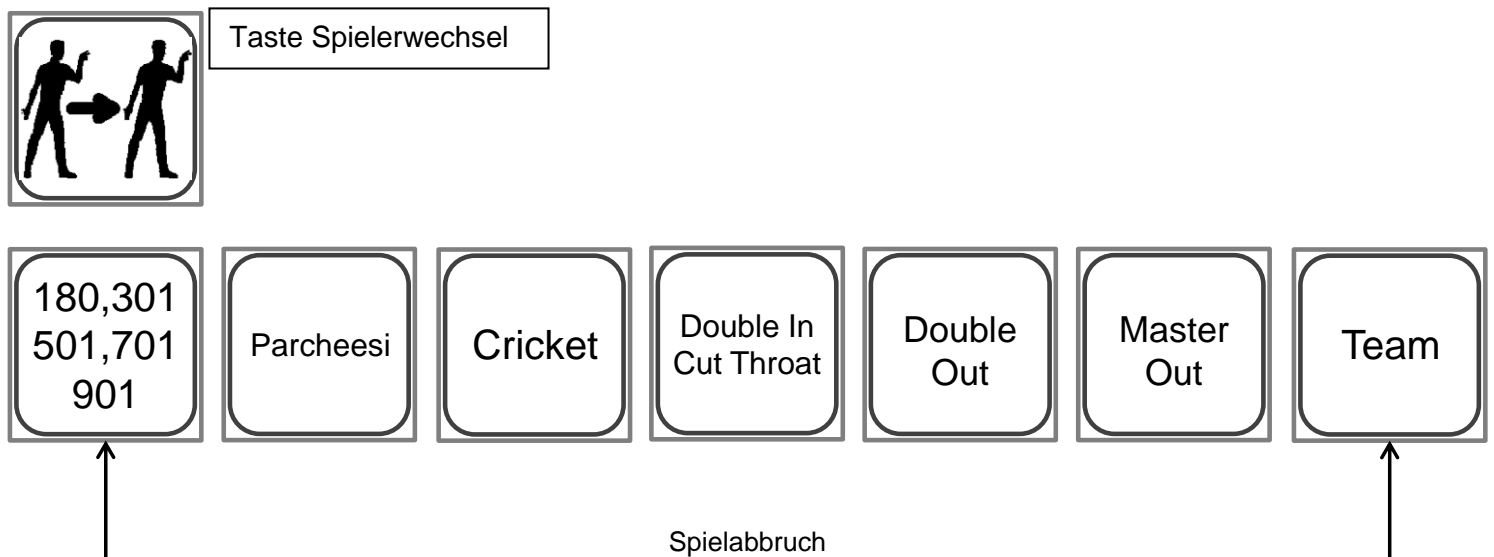 Taste Spielerwechsel
180,301
501,701
901
Parcheesi
Cricket
Double In
Cut Throat
Double
Out
Master
Out
Team
Spielabbruch